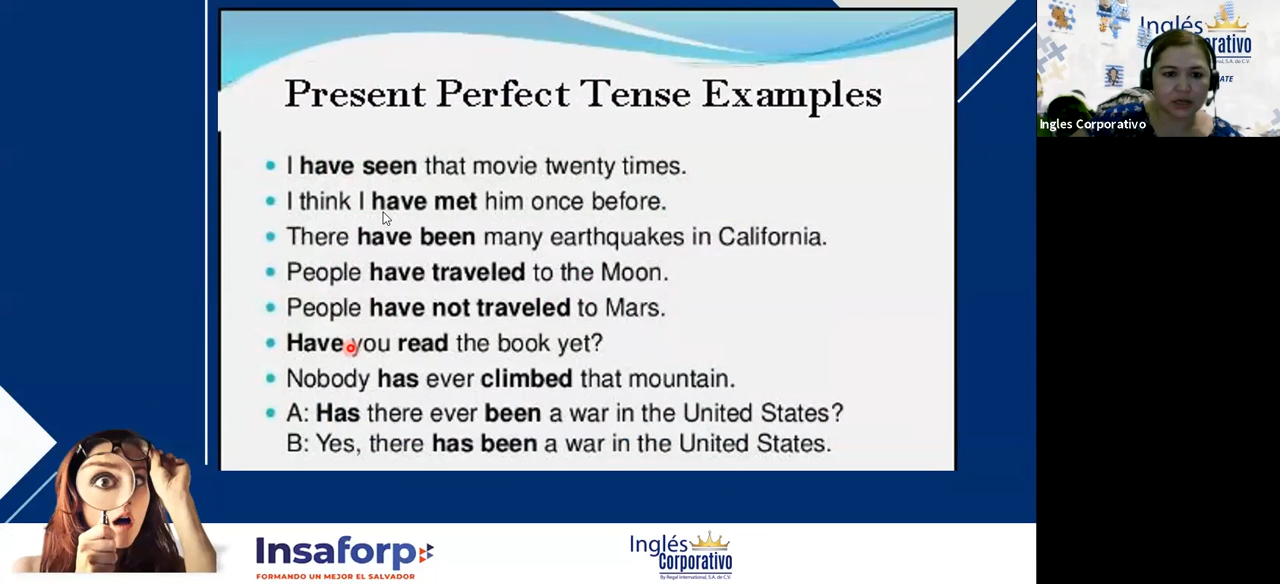 Present Perfect Tense Examples
• I have seen that movie twenty times.
• I think I have met him once before.
• There have been many earthquakes in California.
• People have traveled to the Moon.
• People have not traveled to Mars.
• Have you read the book yet?
• Nobody has ever climbed that mountain.
• A: Has there ever been a war in the United States?
B: Yes, there has been a war in the United States.
Insaforp
FORMANDO UN MEJOR EL SALVADOR
Inglés
Corporativo
By Regal International, S.A. de C.V.
Inglés
Ingles Corporativo